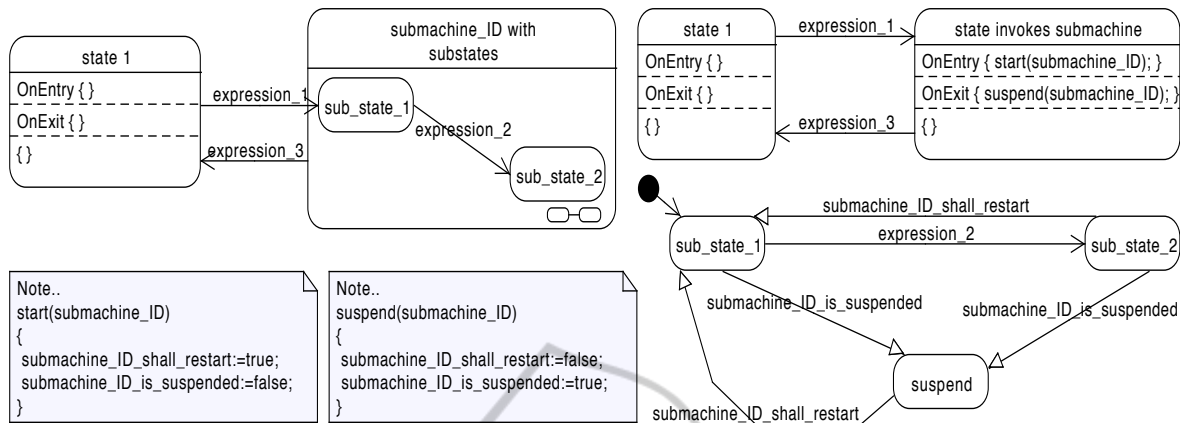 state 1
OnEntry { }
OnExit { }
{ }
expression_1
expression_3
submachine_ID with
substates
sub_state_1
expression_2
sub_state_2
state 1
OnEntry { }
OnExit { }
{ }
expression_1
expression_3
state invokes submachine
OnEntry { start(submachine_ID); }
OnExit { suspend(submachine_ID); }
{ }
submachine_ID_shall_restart
sub_state_1
expression_2
sub_state_2
submachine_ID_is_suspended
submachine_ID_is_suspended
suspend
submachine_ID_shall_restart
Note..
start(submachine_ID)
{
submachine_ID_shall_restart:=true;
submachine_ID_is_suspended:=false;
}
Note..
suspend(submachine_ID)
{
submachine_ID_shall_restart:=false;
submachine_ID_is_suspended:=true;
}